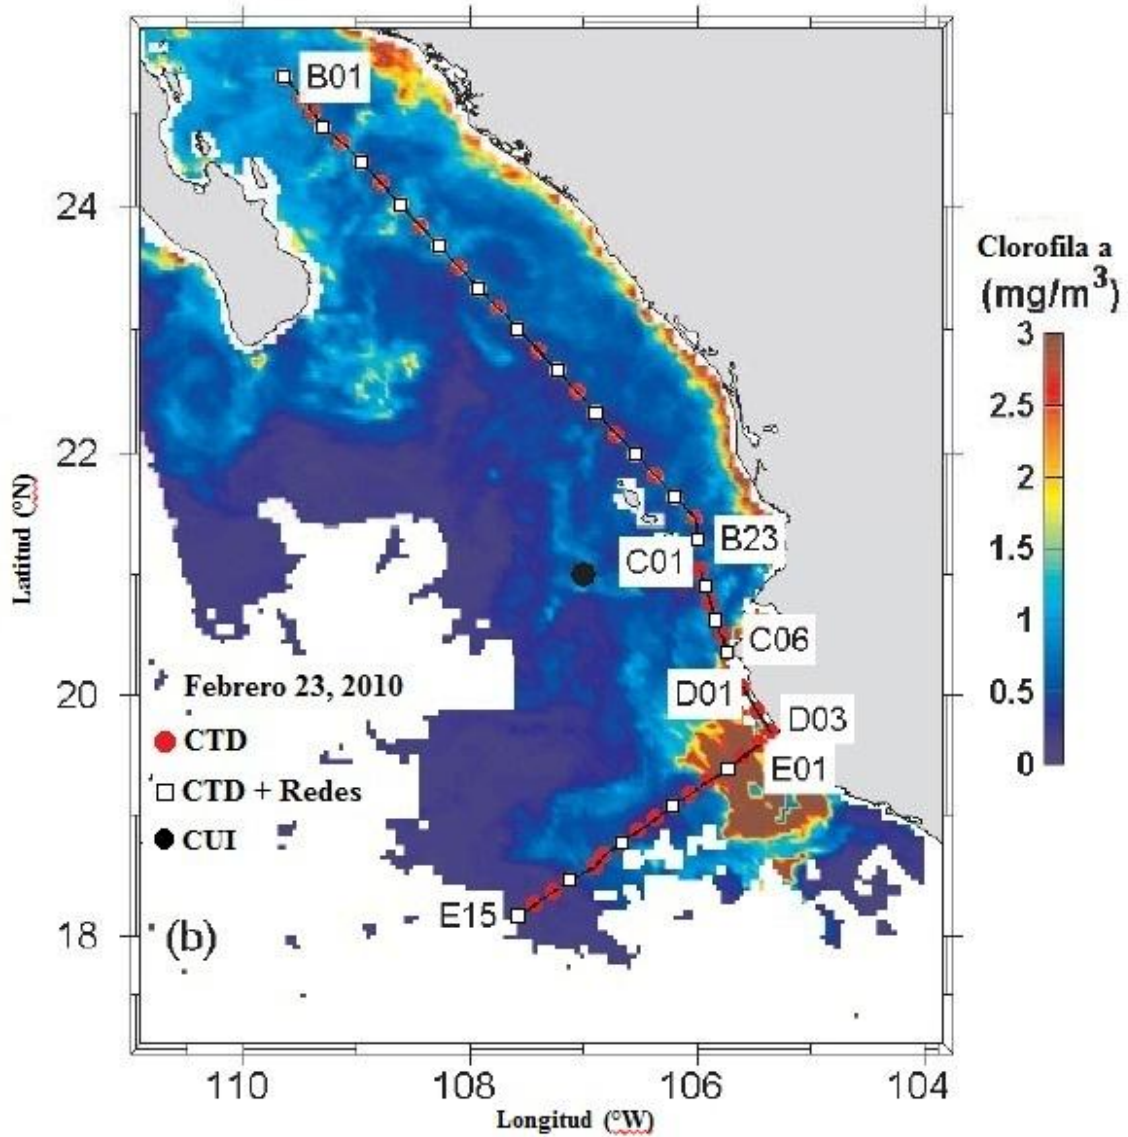 B01
24
Clorofila a
(mg/m³)
3
2.5
22
2
B23
C01
1.5
Latitud (°N)
C06
1
20
Febrero 23, 2010
D01
0.5
D03
CTD
E01
0
CTD + Redes
CUI
E15
18
(b)
110
108
106
104
Longitud (°W)